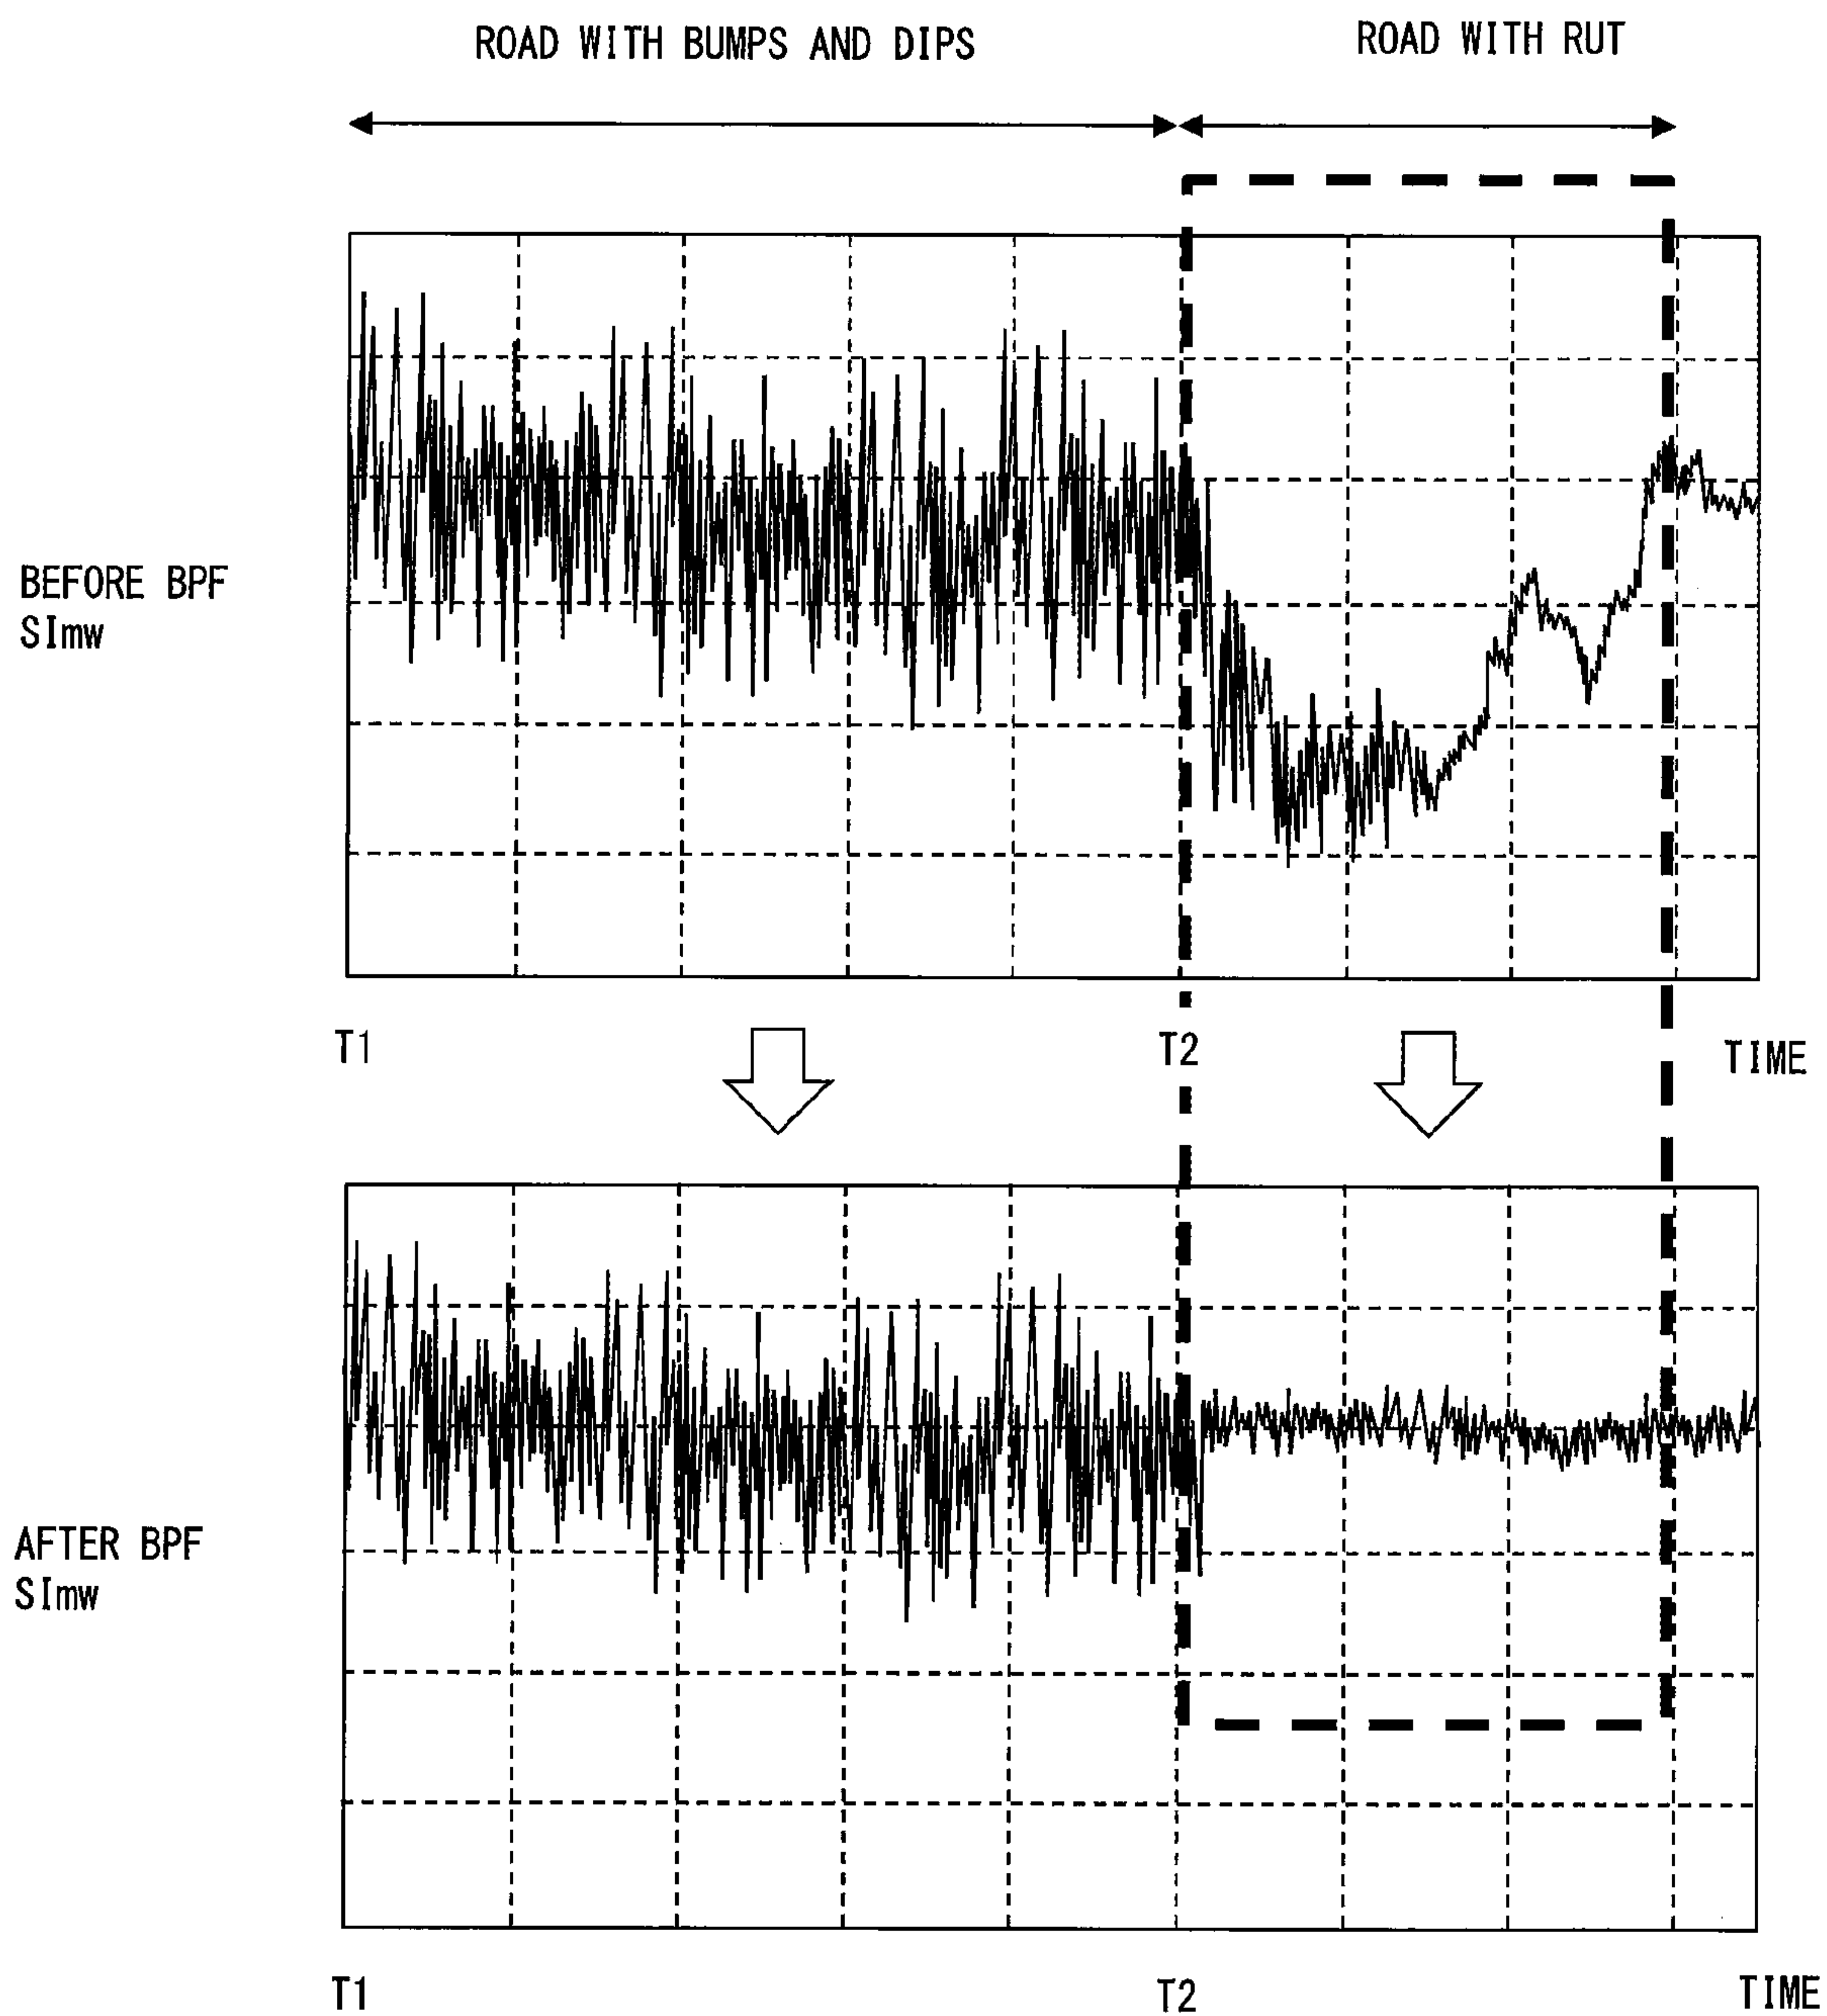 ROAD WITH BUMPS AND DIPS
ROAD WITH RUT
BEFORE BPF
SImw
T1
T2
TIME
AFTER BPF
SImw
T1
T2
TIME